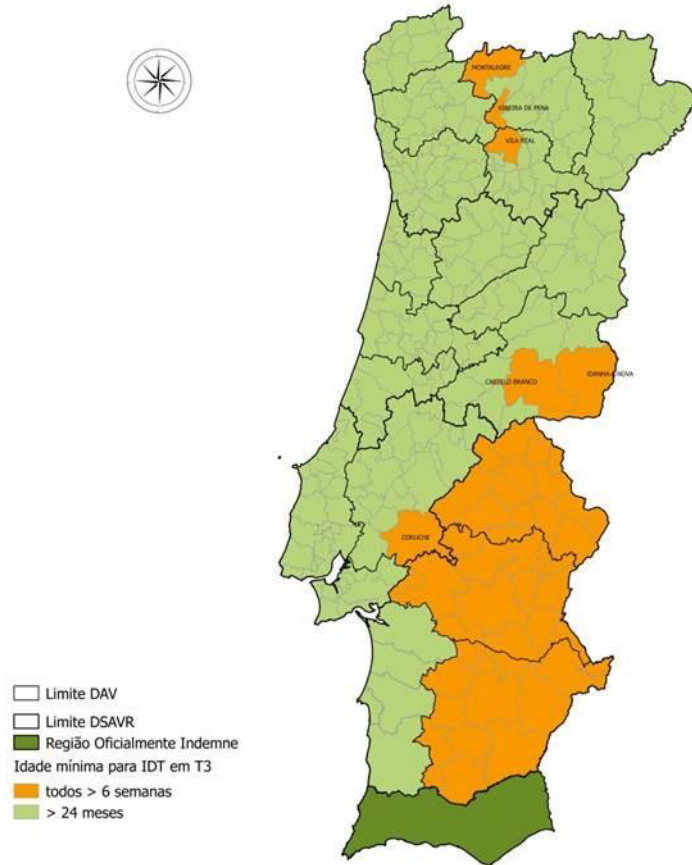 MONTALEGRE
RIBEIRA DE PENA
VILA REAL
CASTELO BRANCO
IDANHA-A-NOVA
CORUCHE
Limite DAV
Limite DSAVR
Região Oficialmente Indemne
Idade mínima para IDT em T3
todos > 6 semanas
> 24 meses